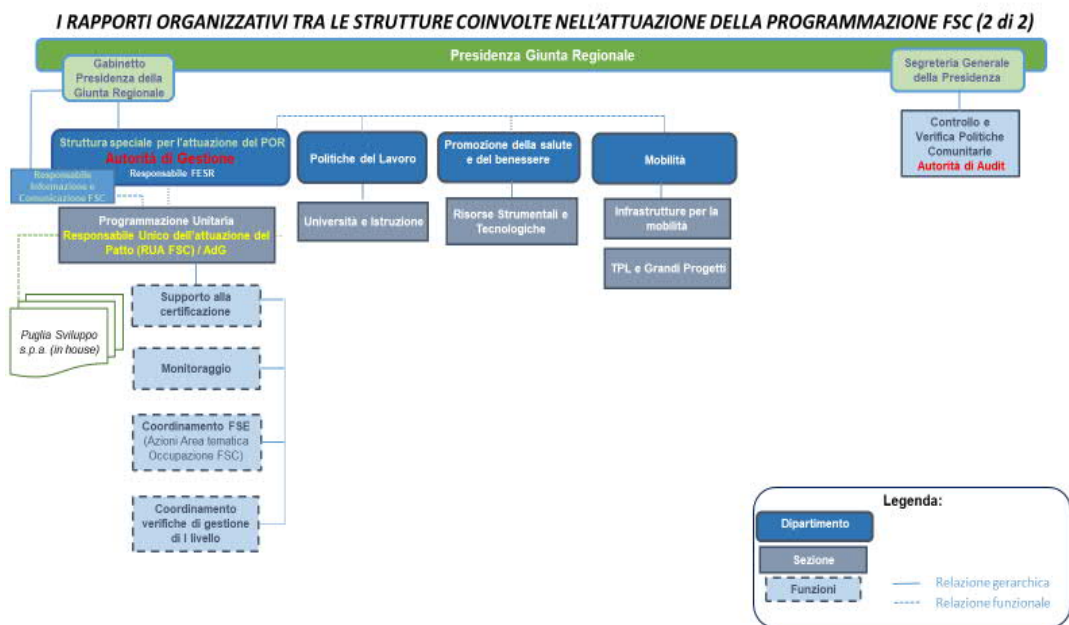 I RAPPORTI ORGANIZZATIVI TRA LE STRUTTURE COINVOLTE NELL'ATTUAZIONE DELLA PROGRAMMAZIONE FSC (2 di 2)
Presidenza Giunta Regionale
Gabinetto
Presidenza della
Giunta Regionale
Segreteria Generale
della Presidenza
Struttura speciale per l'attuazione del POR
Autorità di Gestione
Responsabile FESR
Politiche del Lavoro
Promozione della salute
e del benessere
Mobilità
Controllo e
Verifica Politiche
Comunitarie
Autorità di Audit
Responsabile
Informazione e
Comunicazione FSC
Programmazione Unitaria
Responsabile Unico dell'attuazione del
Patto (RUA FSC) / AdG
Università e Istruzione
Risorse Strumentali e
Tecnologiche
Infrastrutture per la
mobilità
TPL e Grandi Progetti
Supporto alla
certificazione
Puglia Sviluppo
s.p.a. (in house)
Monitoraggio
Coordinamento FSE
(Azioni Area tematica
Occupazione FSC)
Coordinamento
verifiche di gestione
di I livello
Legenda:
Dipartimento
Sezione
Funzioni
Relazione gerarchica
Relazione funzionale